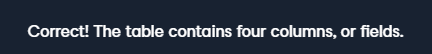 Correct! The table contains four columns, or fields.